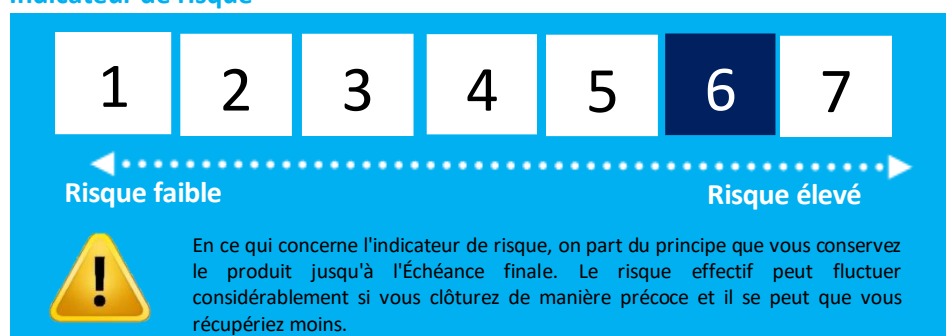 Indicateur de risque
1 2 3 4 5 6 7
Risque faible Risque élevé
En ce qui concerne l'indicateur de risque, on part du principe que vous conservez
le produit jusqu'à l'Échéance finale. Le risque effectif peut fluctuer
considérablement si vous clôturez de manière précoce et il se peut que vous
récupériez moins.